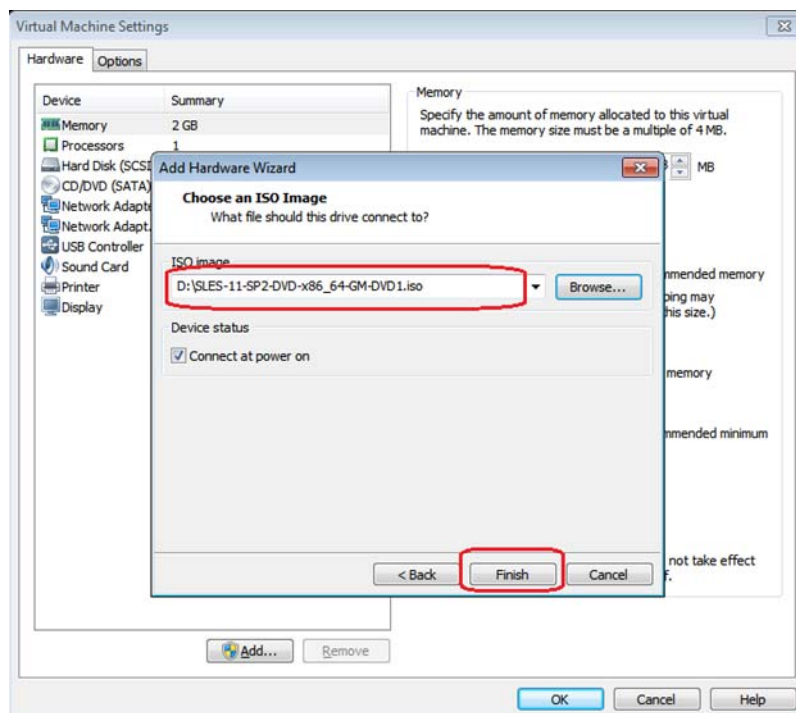 Virtual Machine Settings
Hardware Options
Device Summary
Memory 2 GB
Processors 1
Hard Disk (SCSI
CD/DVD (SATA)
Network Adapte
Network Adapt.
USB Controller
Sound Card
Printer
Display
Memory
Specify the amount of memory allocated to this virtual
machine. The memory size must be a multiple of 4 MB.
MB
mmended memory
ping may
his size.)
memory
mmended minimum
not take effect
f.
Add Hardware Wizard
Choose an ISO Image
What file should this drive connect to?
ISO image
D:\SLES-11-SP2-DVD-x86_64-GM-DVD1.iso
Browse...
Device status
Connect at power on
< Back Finish Cancel
Add... Remove
OK Cancel Help